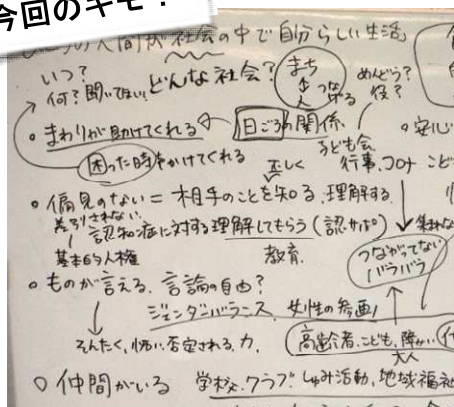 今回のキモ！
人間が社会の中で自分らしい生活
いつ？
何？聞いてほしい
どんな社会？
まち
人
つなげる
めんどう？
役？
○まわりが助けてくれる
日ごろの関係
○安心
困った時声かけてくれる
正しく
子ども会
行事、コロナ
こど
○偏見のない＝相手のことを知る、理解する
差別されない
認知症に対する理解してもらう（認サポ）
基本的人権
教育
つながってない
バラバラ
○ものが言える、言論の自由？
ジェンダーバランス
女性の参画
そんたく、怖い、否定される、力、
高齢者、こども、障がい
大人
○仲間がいる
学校、クラブ、しゅみ活動、地域福祉